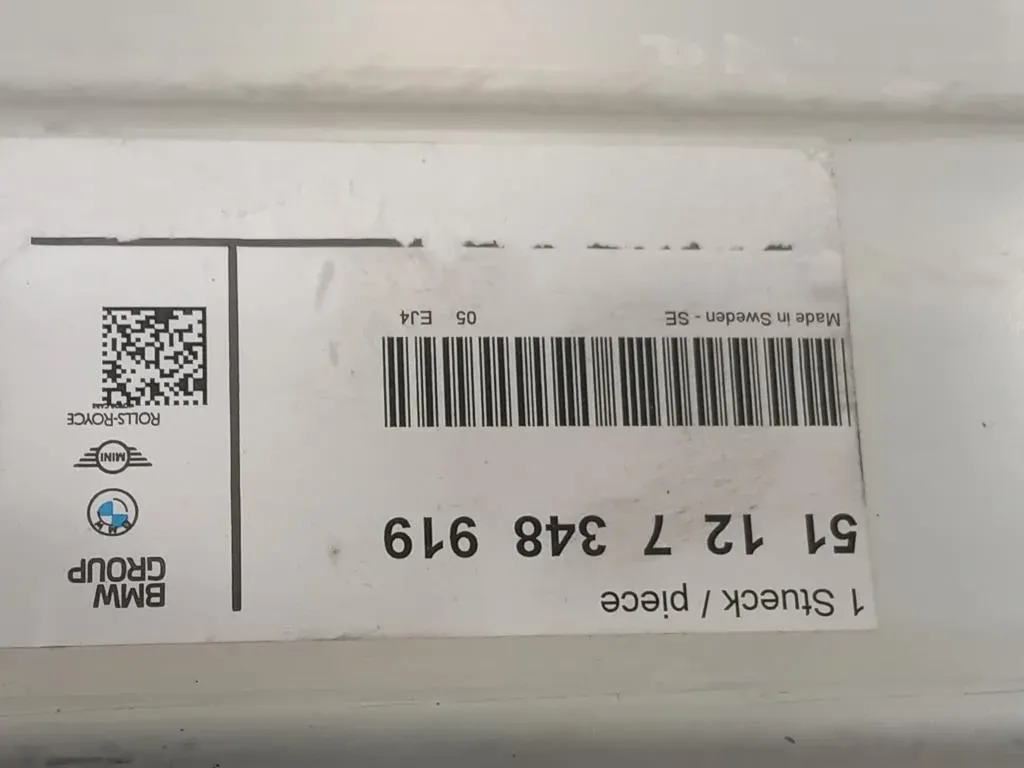 1 Stueck / piece
51 12 7 348 919
Made in Sweden - SE 05 EJ4
BMW
GROUP
BMW
MINI
ROLLS-ROYCE